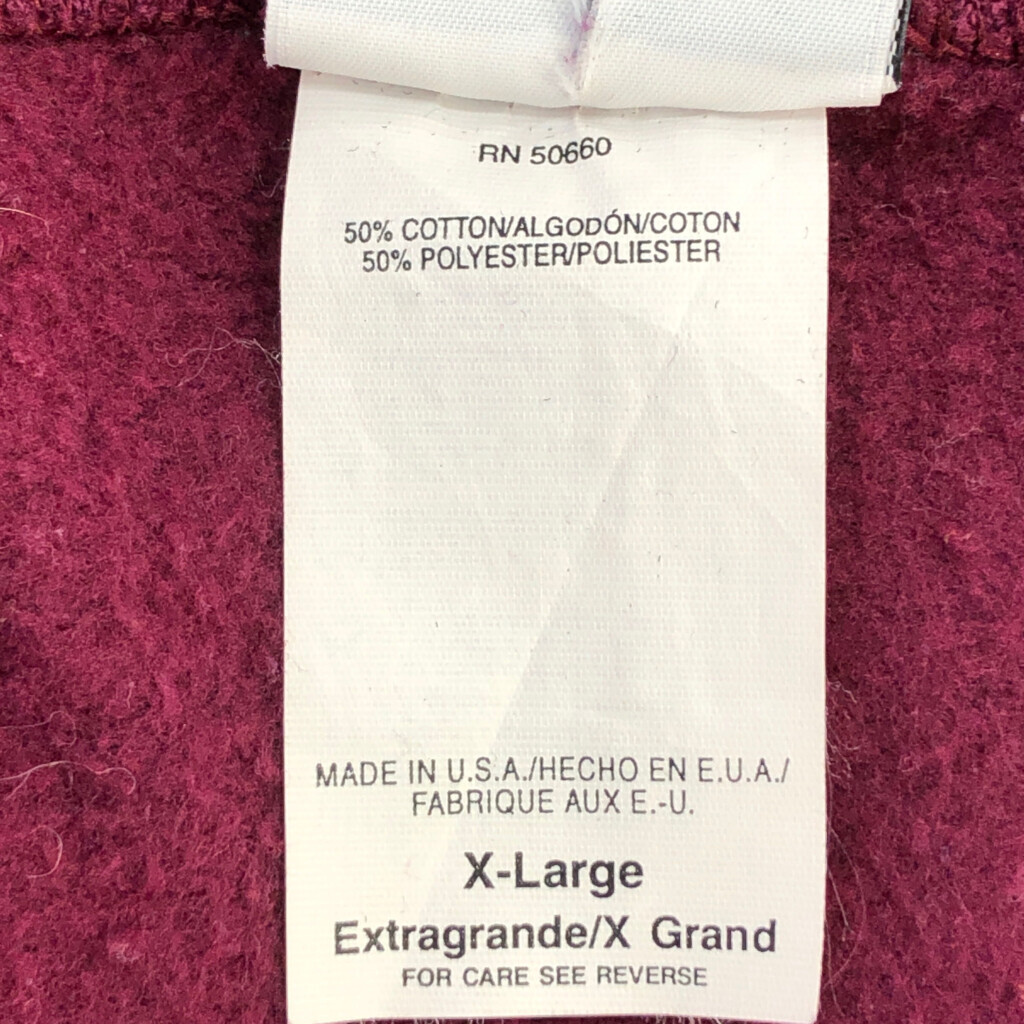 RN 50660
50% COTTON/ALGODÓN/COTON
50% POLYESTER/POLIESTER
MADE IN U.S.A./HECHO EN E.U.A./
FABRIQUE AUX E.-U.
X-Large
Extragrande/X Grand
FOR CARE SEE REVERSE